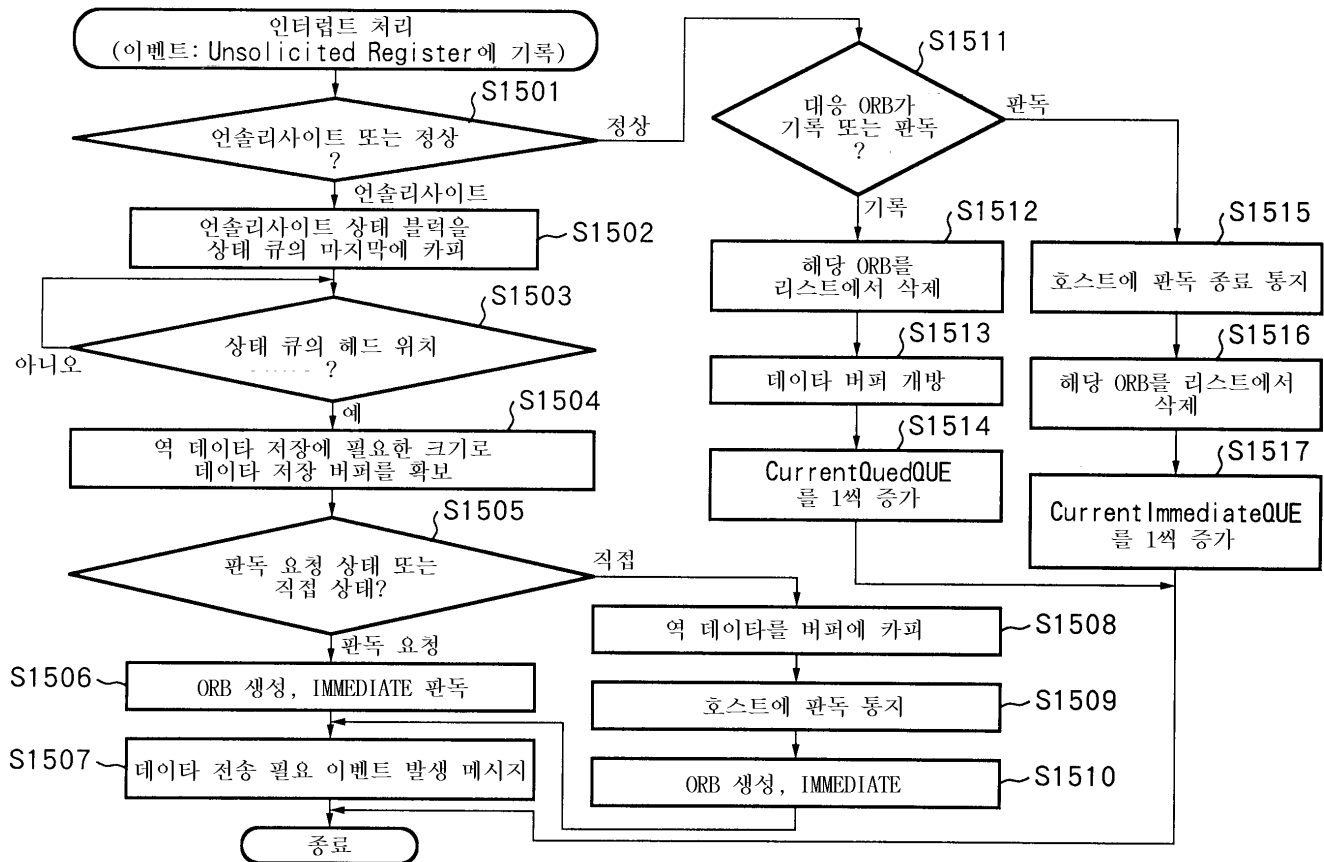 인터럽트 처리
(이벤트: Unsolicited Register에 기록)
S1501
언솔리사이트 또는 정상
?
정상
언솔리사이트
언솔리사이트 상태 블럭을
상태 큐의 마지막에 카피
S1502
S1503
상태 큐의 헤드 위치
?
아니오
예
S1504
역 데이타 저장에 필요한 크기로
데이타 저장 버퍼를 확보
S1505
판독 요청 상태 또는
직접 상태?
직접
판독 요청
S1506
ORB 생성, IMMEDIATE 판독
S1507
데이타 전송 필요 이벤트 발생 메시지
종료
역 데이타를 버퍼에 카피
S1508
호스트에 판독 통지
S1509
ORB 생성, IMMEDIATE
S1510
S1511
대응 ORB가
기록 또는 판독
?
판독
기록
S1512
해당 ORB를
리스트에서 삭제
S1513
데이타 버퍼 개방
S1514
CurrentQuedQUE
를 1씩 증가
S1515
호스트에 판독 종료 통지
S1516
해당 ORB를 리스트에서
삭제
S1517
CurrentImmediateQUE
를 1씩 증가